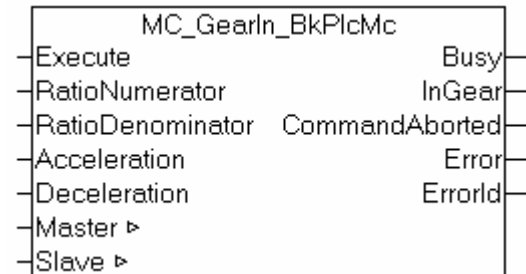 MC_GearIn_BkPlcMc
Execute Busy
RatioNumerator InGear
RatioDenominator CommandAborted
Acceleration Error
Deceleration ErrorId
Master ▷
Slave ▷